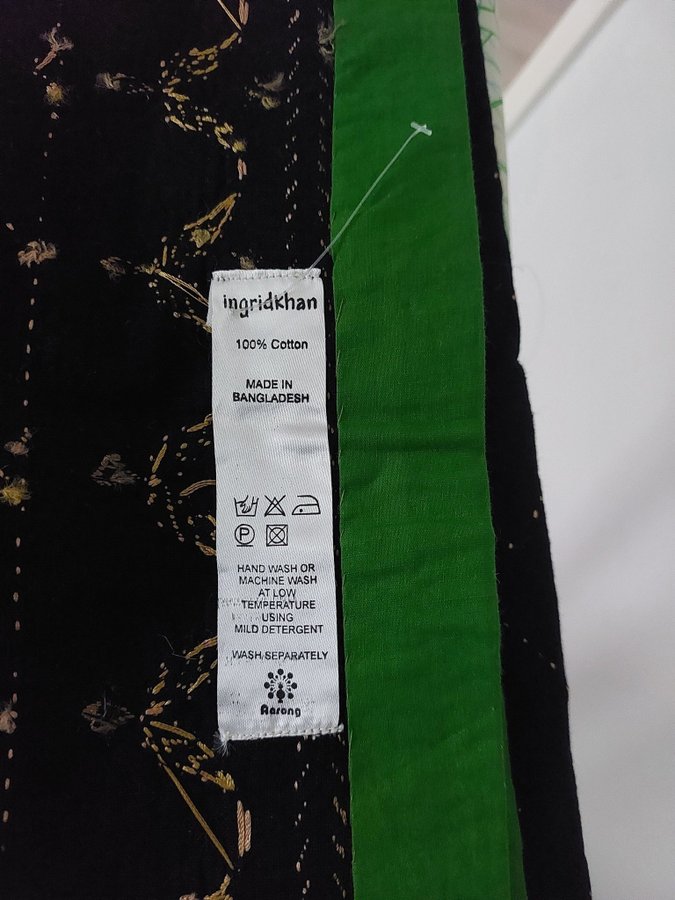 ingridkhan
100% Cotton
MADE IN
BANGLADESH
P
HAND WASH OR
MACHINE WASH
AT LOW
TEMPERATURE
USING
MILD DETERGENT
WASH SEPARATELY
Aarong